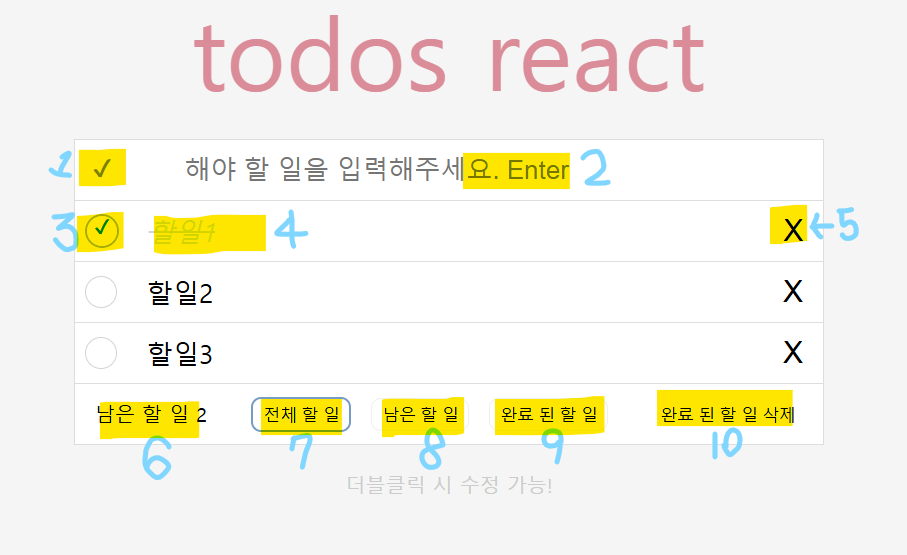 todos react
1 ✓ 해야 할 일을 입력해주세요. Enter 2
3 ✓ 할일1 4 X ←5
할일2 X
할일3 X
남은 할 일 2 전체 할 일 남은 할 일 완료 된 할 일 완료 된 할 일 삭제
6 7 8 9 10
더블클릭 시 수정 가능!